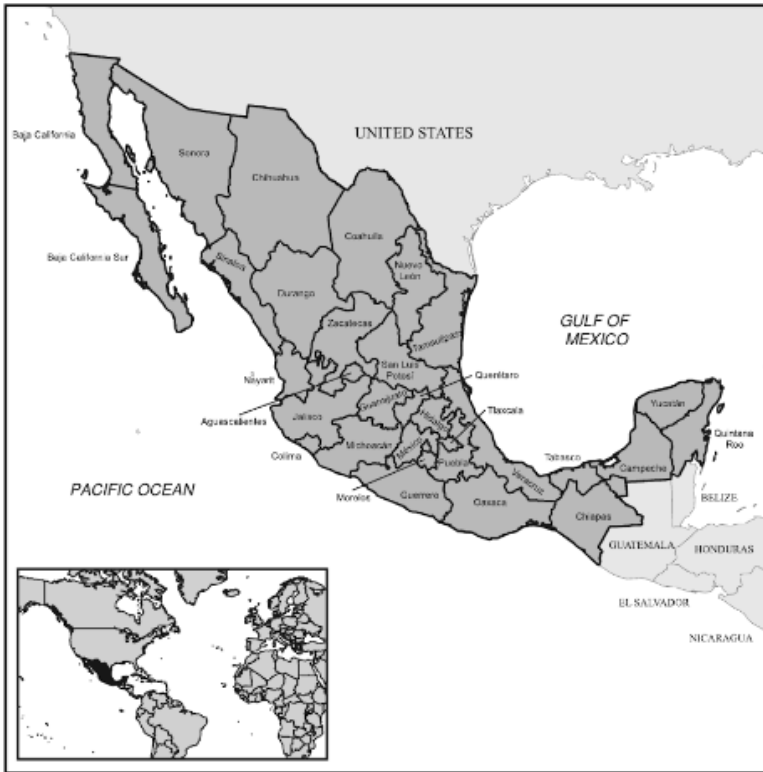 UNITED STATES
Baja California
Sonora
Chihuahua
Coahuila
Baja California Sur
Sinaloa
Nuevo
León
Durango
Zacatecas
Tamaulipas
GULF OF
MEXICO
San Luis
Potosí
Querétaro
Nayarit
Guanajuato
Hidalgo
Tlaxcala
Yucatán
Aguascalientes
Jalisco
Quintana
Roo
Michoacán
México
Colima
Puebla
Tabasco
Campeche
Veracruz
PACIFIC OCEAN
Morelos
Guerrero
Oaxaca
BELIZE
Chiapas
GUATEMALA
HONDURAS
EL SALVADOR
NICARAGUA